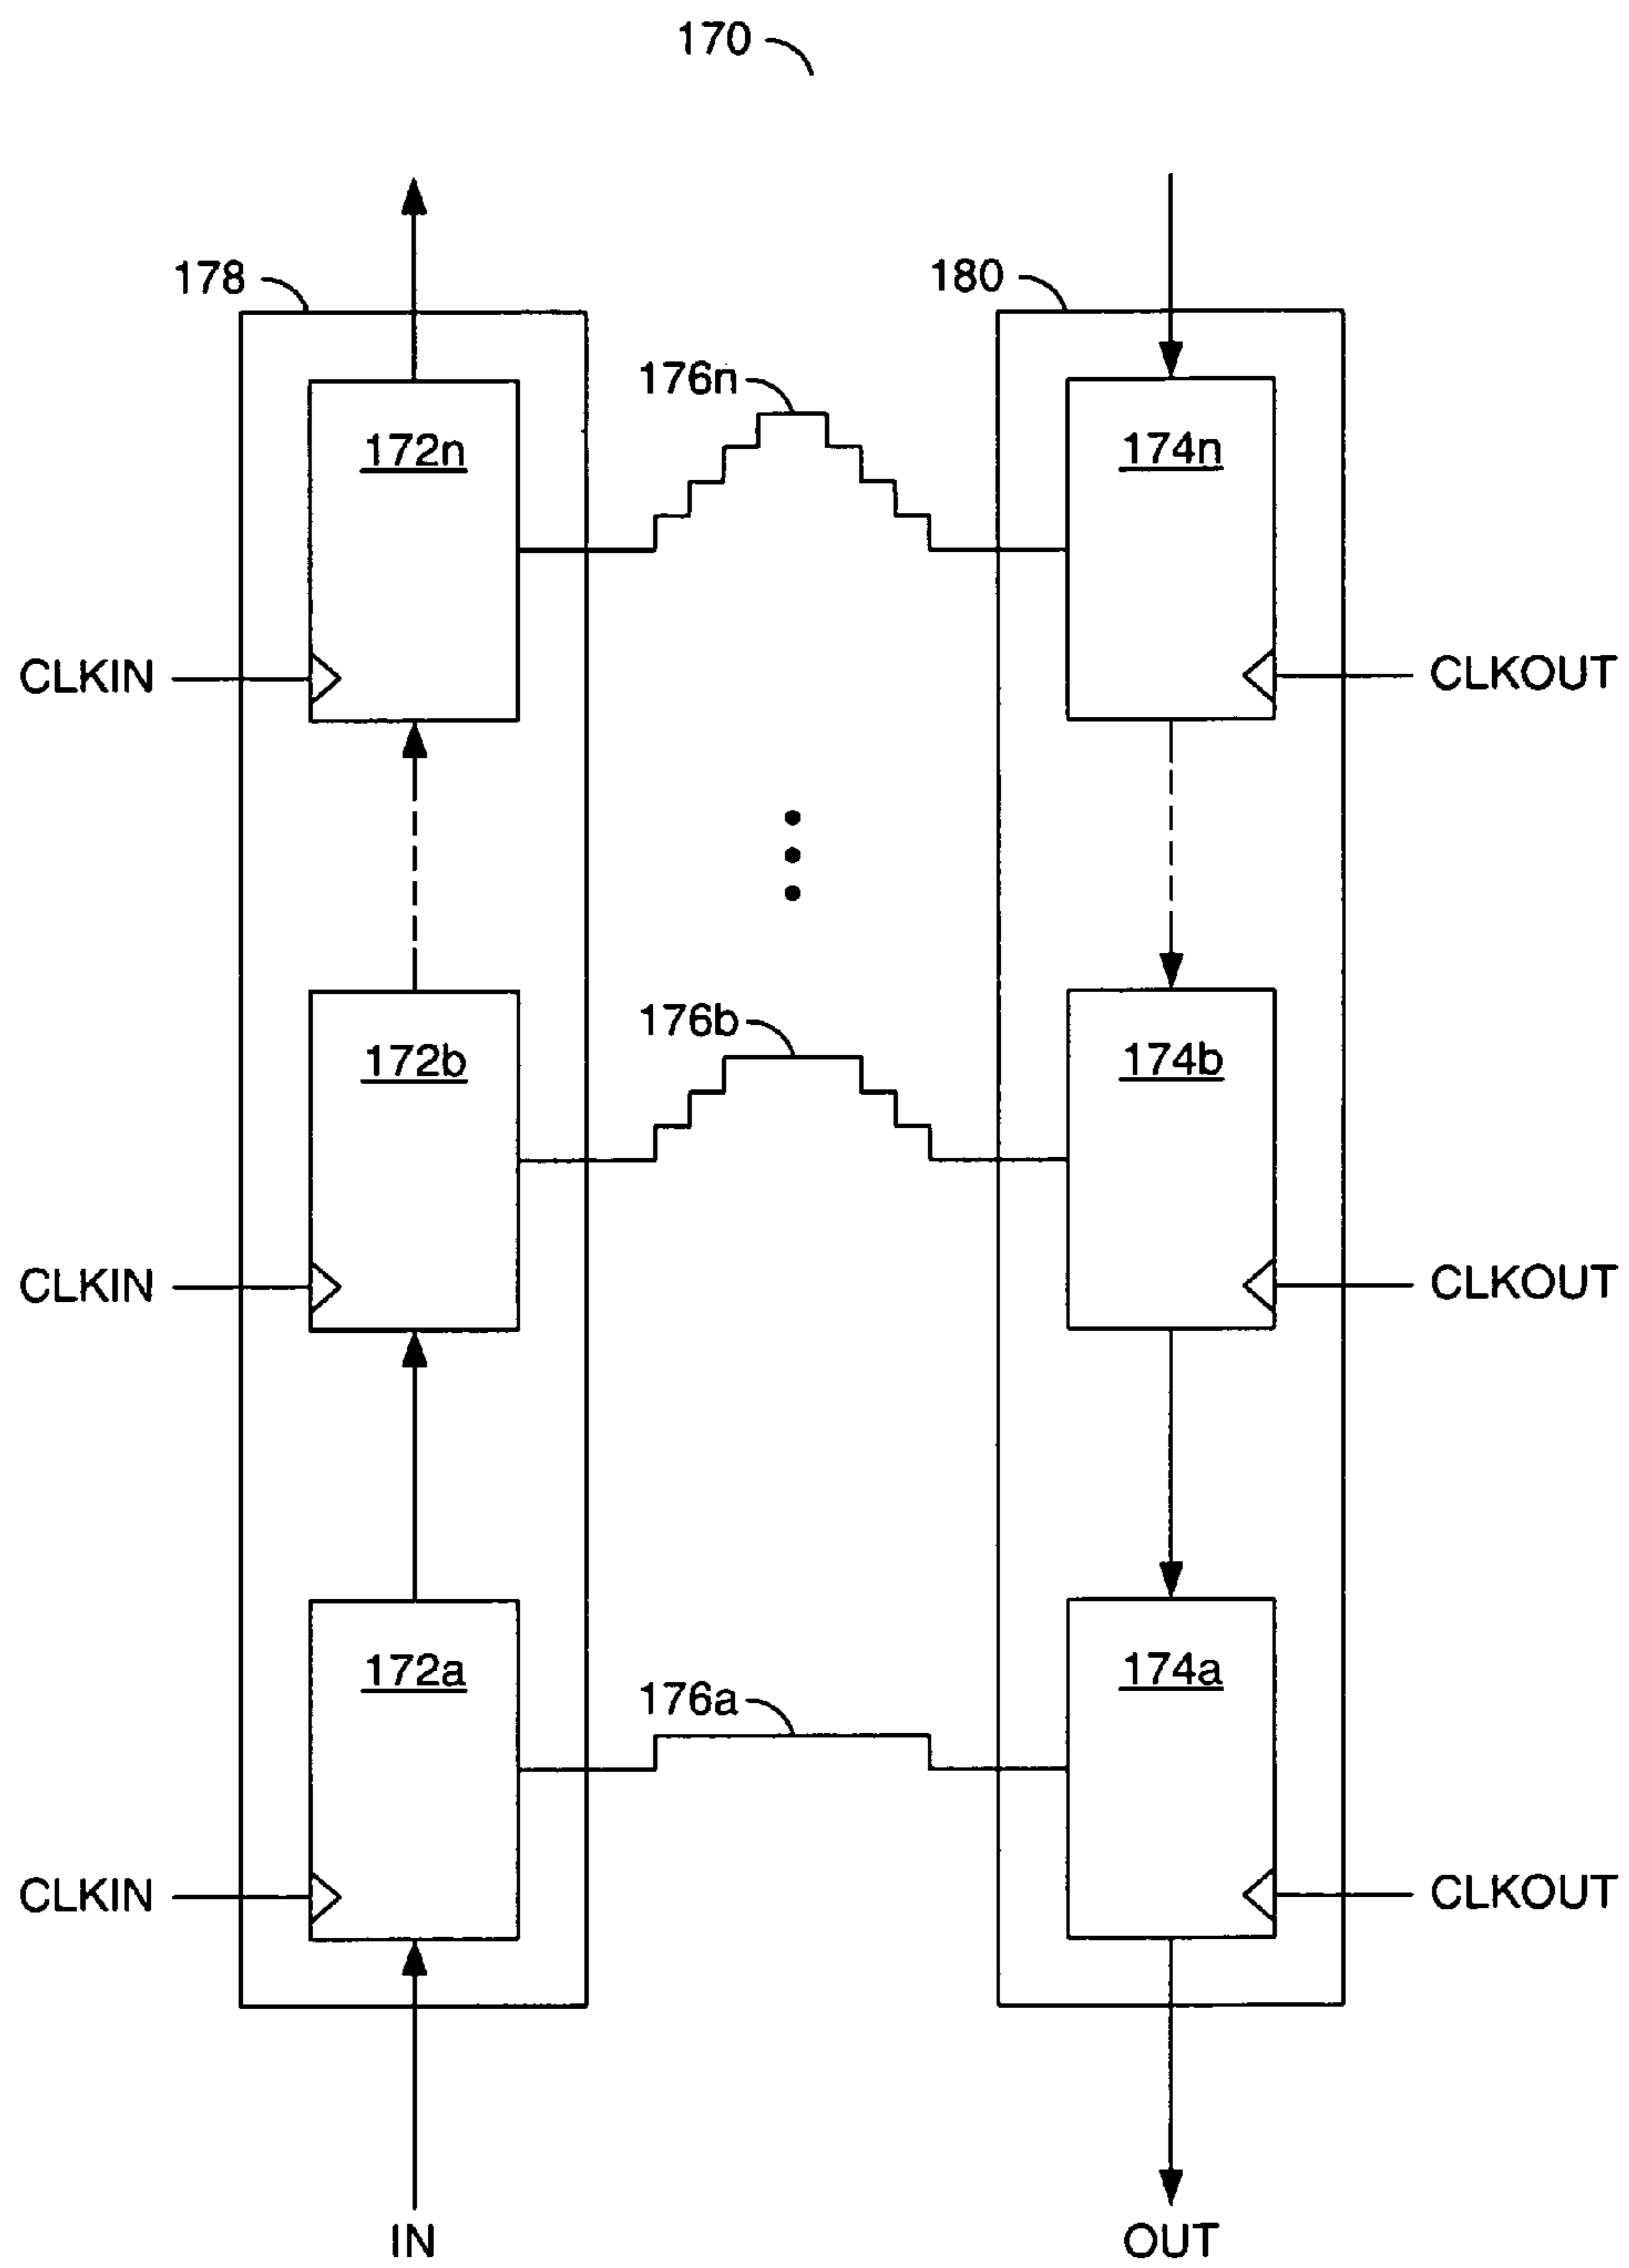 170
178
180
176n
172n
174n
CLKIN
CLKOUT
176b
172b
174b
CLKIN
CLKOUT
172a
174a
176a
CLKIN
CLKOUT
IN
OUT